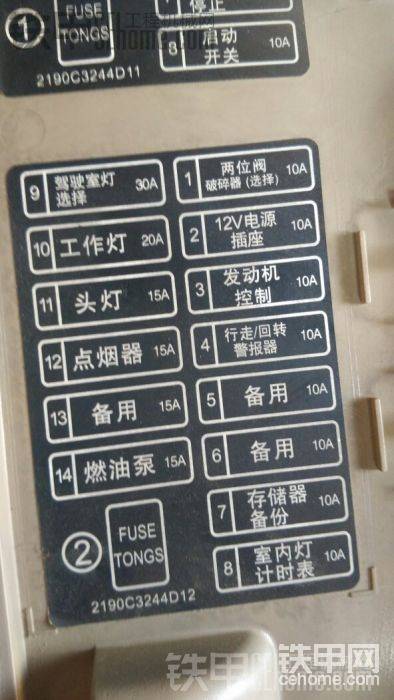 ①
FUSE
TONGS
停止
8 启动
开关 10A
2190C3244D11
9 驾驶室灯
选择 30A
10 工作灯 20A
11 头灯 15A
12 点烟器 15A
13 备用 15A
14 燃油泵 15A
②
FUSE
TONGS
2190C3244D12
1 两位阀
破碎器(选择) 10A
2 12V电源
插座 10A
3 发动机
控制 10A
4 行走/回转
警报器 10A
5 备用 10A
6 备用 10A
7 存储器
备份 10A
8 室内灯
计时表 10A
铁甲网
cehome.com